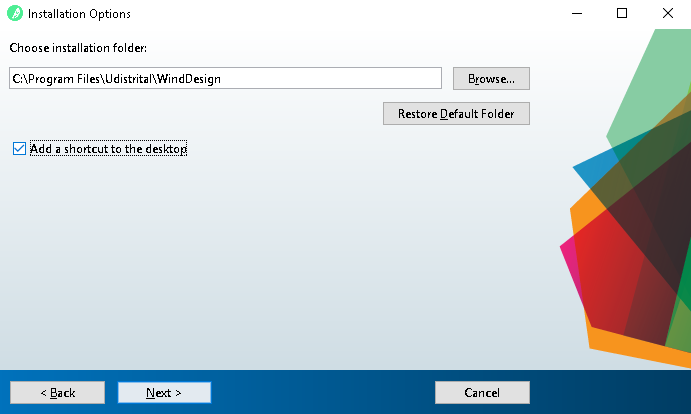 Installation Options
Choose installation folder:
C:\Program Files\Udistrital\WindDesign
Browse...
Restore Default Folder
Add a shortcut to the desktop
< Back
Next >
Cancel